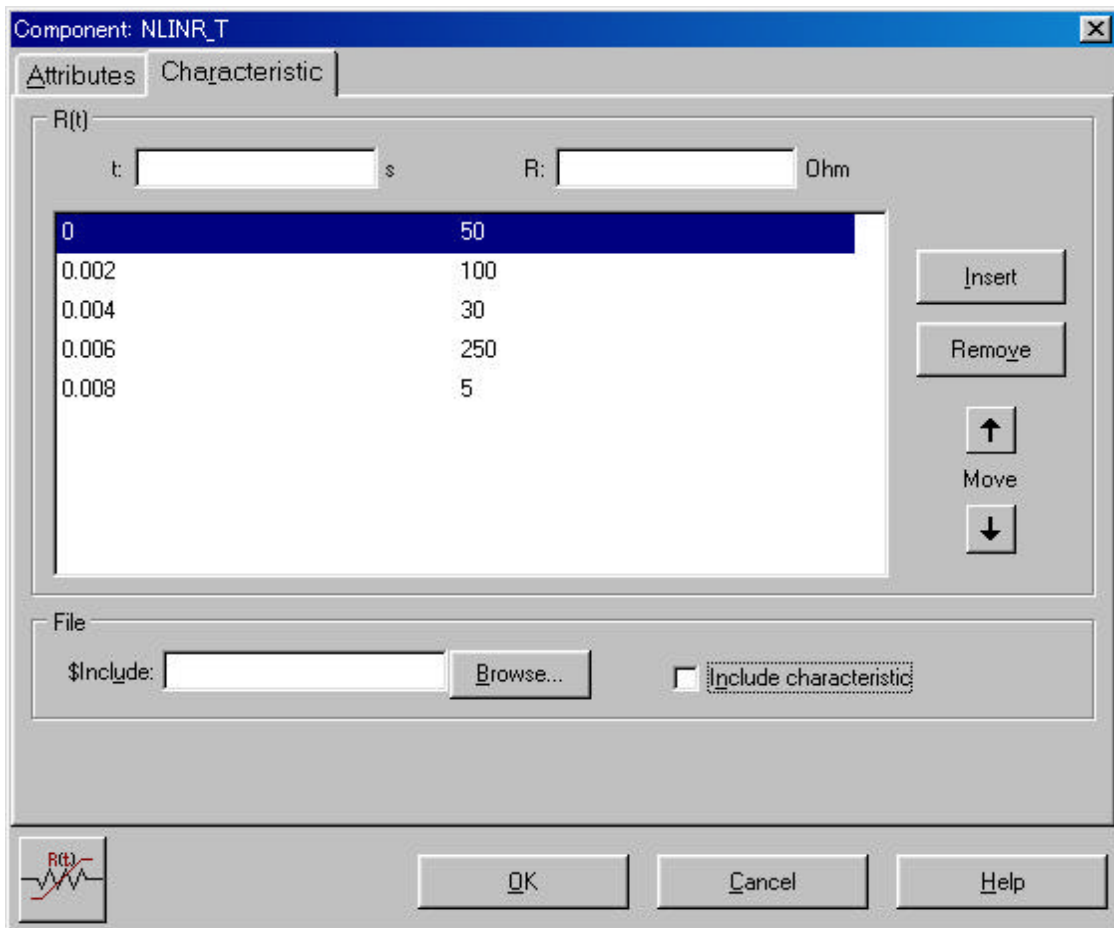 Component: NLINR_T
Attributes Characteristic
R(t)
t: s R: Ohm
0 50
0.002 100
0.004 30
0.006 250
0.008 5
Insert
Remove
Move
File
$Include: Browse... Include characteristic
R(t)
OK Cancel Help